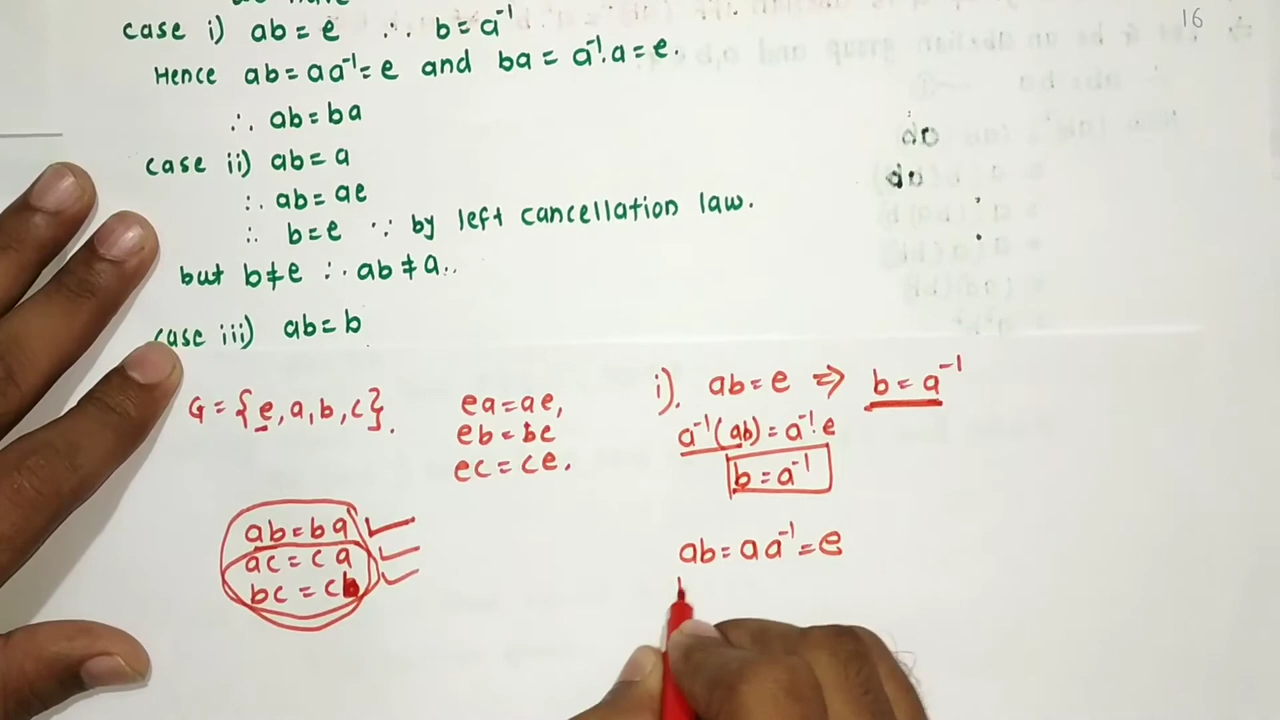 case i) ab = e ∴ b = a⁻¹
Hence ab = aa⁻¹ = e and ba = a⁻¹.a = e.
∴ ab = ba
case ii) ab = a
∴ ab = ae
∴ b = e ∵ by left cancellation law.
but b ≠ e ∴ ab ≠ a..
case iii) ab = b
16
do
do
G = {e, a, b, c}.
ea = ae,
eb = be
ec = ce.
ab = ba
ac = ca
bc = cb
i). ab = e ⇒ b = a⁻¹
a⁻¹(ab) = a⁻¹.e
b = a⁻¹
ab = aa⁻¹ = e